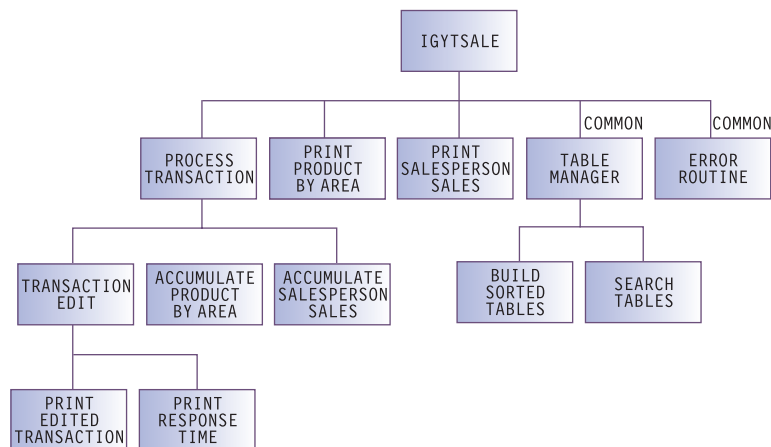 IGYTSALE
COMMON
COMMON
PROCESS
TRANSACTION
PRINT
PRODUCT
BY AREA
PRINT
SALESPERSON
SALES
TABLE
MANAGER
ERROR
ROUTINE
TRANSACTION
EDIT
ACCUMULATE
PRODUCT
BY AREA
ACCUMULATE
SALESPERSON
SALES
BUILD
SORTED
TABLES
SEARCH
TABLES
PRINT
EDITED
TRANSACTION
PRINT
RESPONSE
TIME